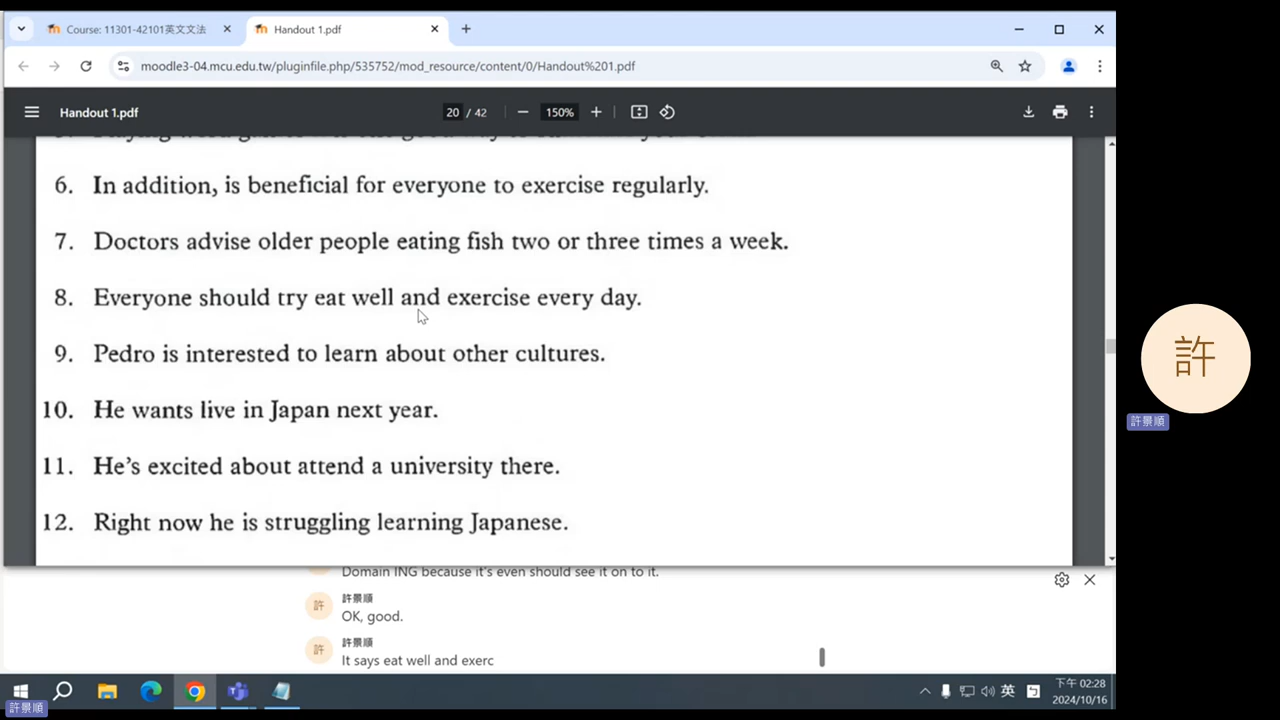 Course: 11301-42101英文文法
Handout 1.pdf
moodle3-04.mcu.edu.tw/pluginfile.php/535752/mod_resource/content/0/Handout%201.pdf
Handout 1.pdf
20 / 42
150%
6. In addition, is beneficial for everyone to exercise regularly.
7. Doctors advise older people eating fish two or three times a week.
8. Everyone should try eat well and exercise every day.
9. Pedro is interested to learn about other cultures.
10. He wants live in Japan next year.
11. He's excited about attend a university there.
12. Right now he is struggling learning Japanese.
許
許景順
Domain ING because it's even should see it on to it.
許
許景順
OK, good.
許
許景順
It says eat well and exerc
英
下午 02:28
2024/10/16
許景順